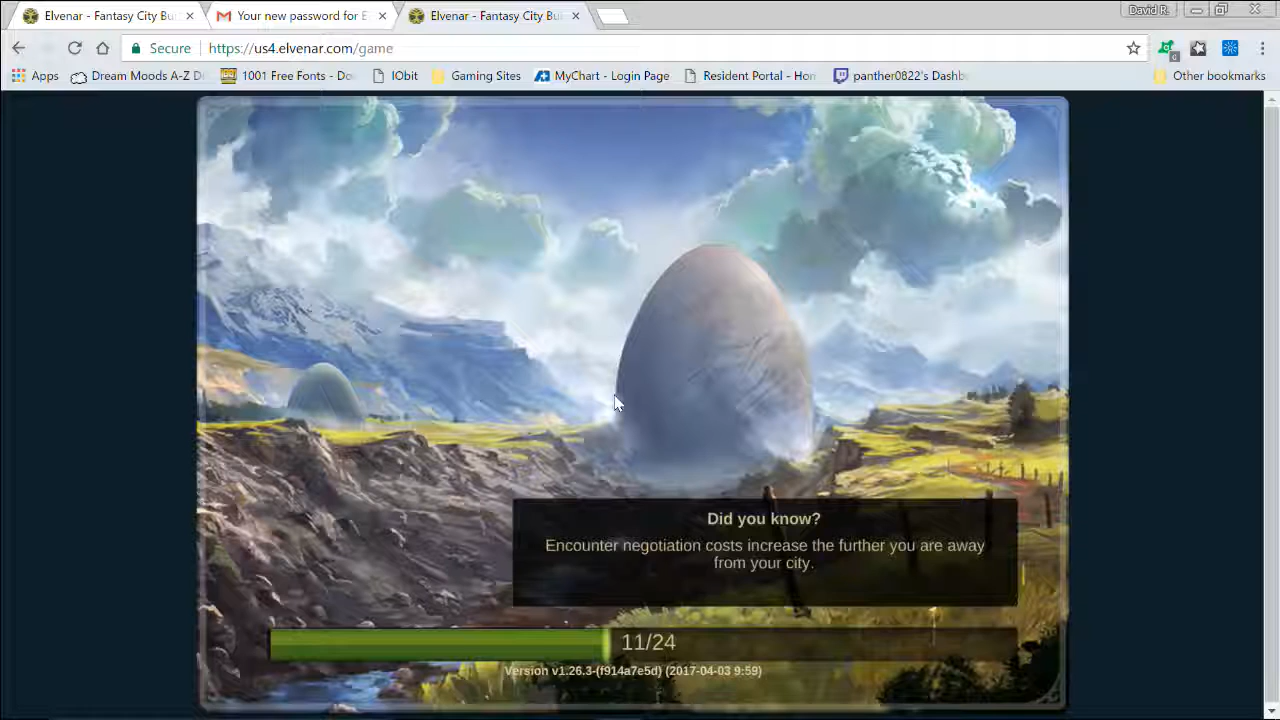 Elvenar - Fantasy City Bu
Your new password for E
Elvenar - Fantasy City Bui
David R.
Secure
https://us4.elvenar.com/game
Apps
Dream Moods A-Z D
1001 Free Fonts - Do
IObit
Gaming Sites
MyChart - Login Page
Resident Portal - Hom
panther0822's Dashb
Other bookmarks
Did you know?
Encounter negotiation costs increase the further you are away
from your city.
11/24
Version v1.26.3-(f914a7e5d) (2017-04-03 9:59)